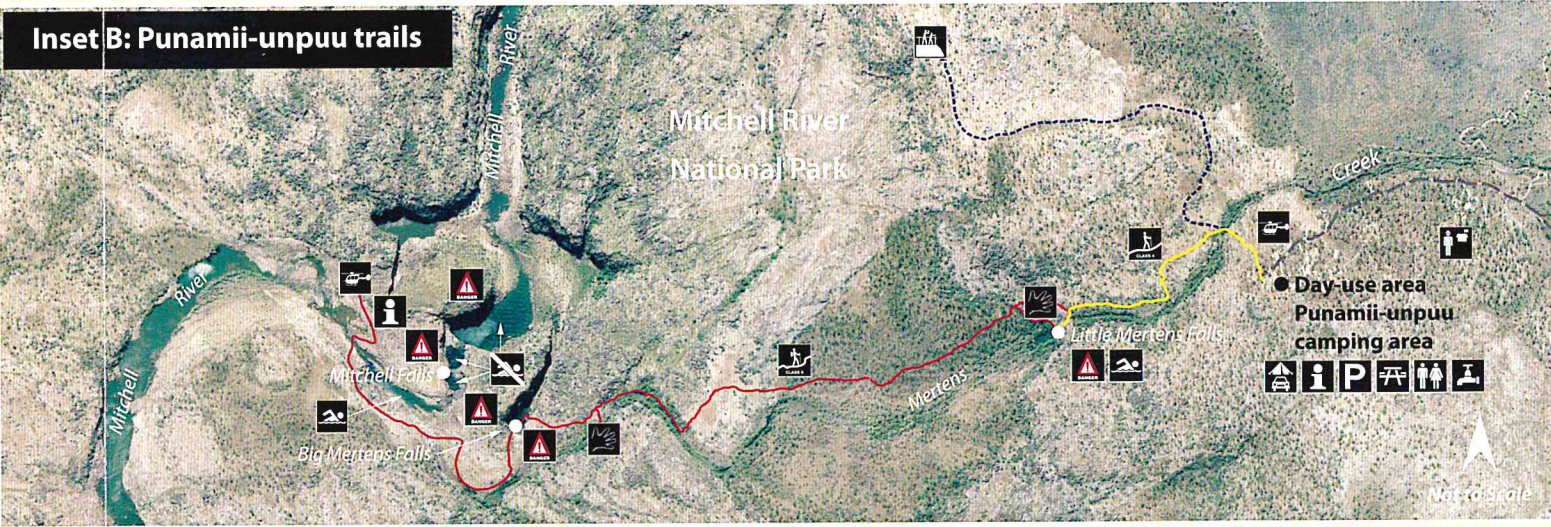 Inset B: Punamii-unpuu trails
River
Mitchell
Mitchell River
National Park
Creek
CLASS 4
Day-use area
Punamii-unpuu
camping area
River
DANGER
i
DANGER
Little Mertens Falls
DANGER
i
P
Mitchell Falls
CLASS 5
Mertens
Mitchell
DANGER
Big Mertens Falls
DANGER
Not to Scale